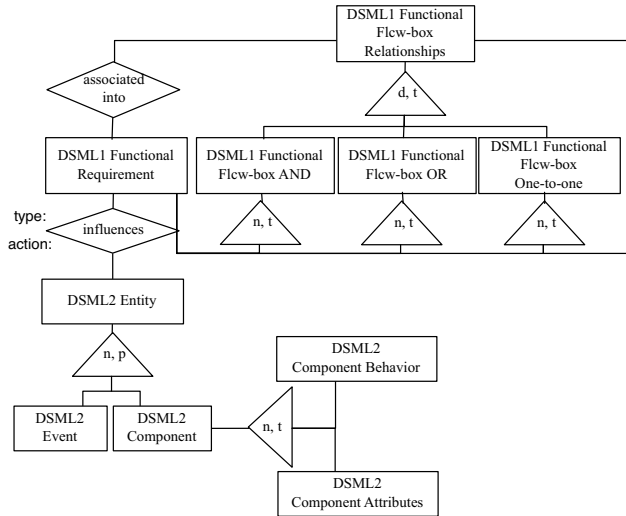 DSML1 Functional
Flcw-box
Relationships
associated
into
d, t
DSML1 Functional
Requirement
DSML1 Functional
Flcw-box AND
DSML1 Functional
Flcw-box OR
DSML1 Functional
Flcw-box
One-to-one
type:
action:
influences
n, t
n, t
n, t
DSML2 Entity
n, p
DSML2
Event
DSML2
Component
n, t
DSML2
Component Behavior
DSML2
Component Attributes